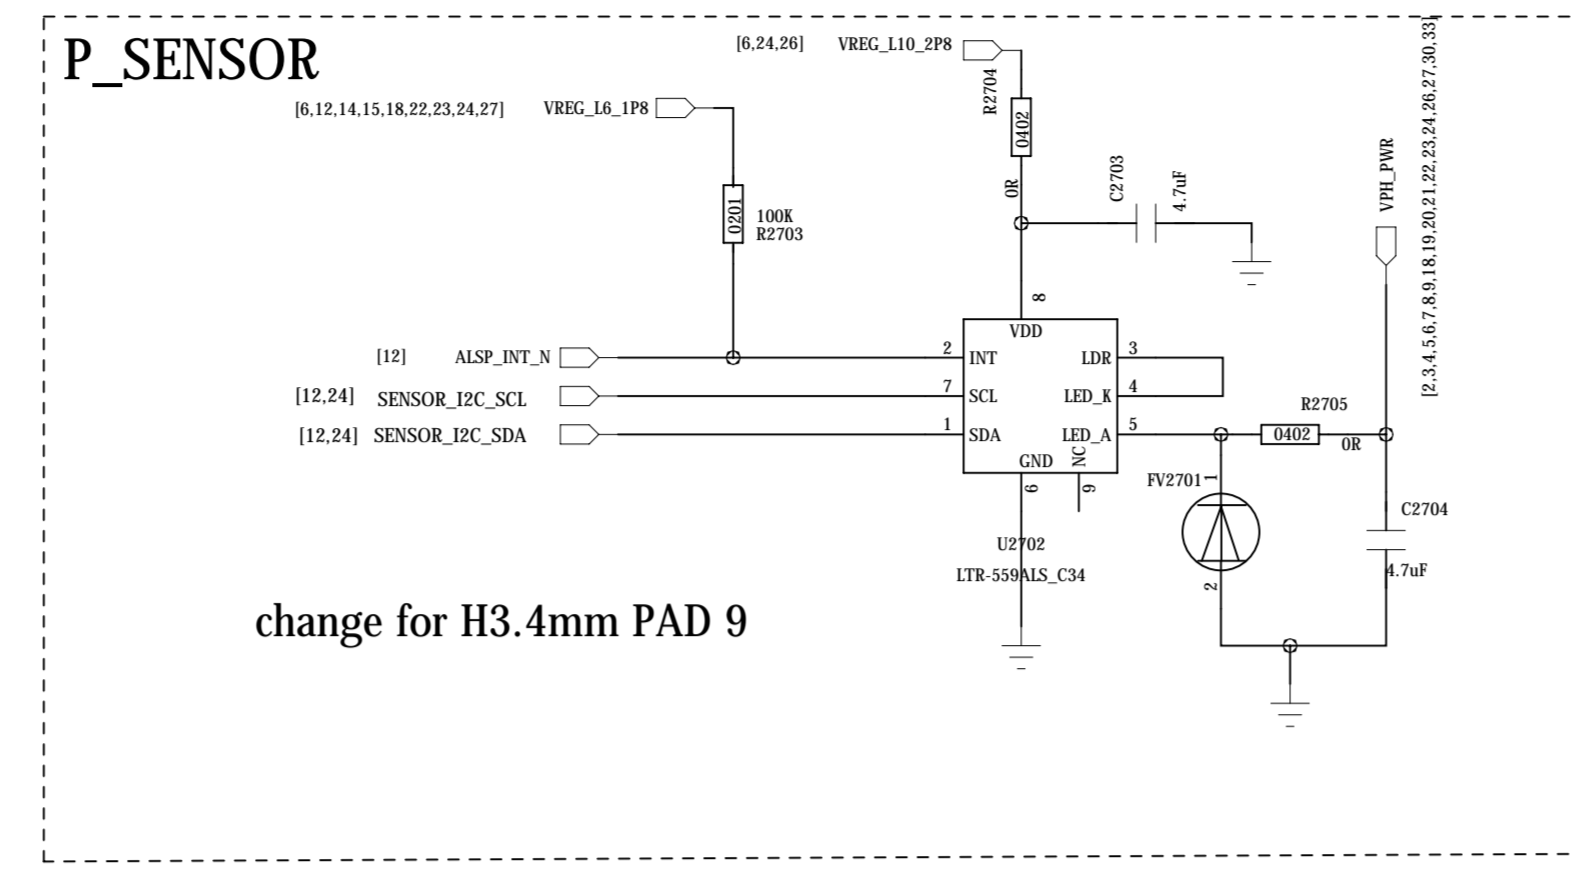 P_SENSOR
[6,24,26] VREG_L10_2P8
[6,12,14,15,18,22,23,24,27] VREG_L6_1P8
R2704
0402
0R
C2703
4.7uF
VPH_PWR
[2,3,4,5,6,7,8,9,18,19,20,21,22,23,24,26,27,30,33]
0201
100K
R2703
8
VDD
[12] ALSP_INT_N
2 INT
LDR 3
[12,24] SENSOR_I2C_SCL
7 SCL
LED_K 4
[12,24] SENSOR_I2C_SDA
1 SDA
LED_A 5
R2705
0402
0R
GND
NC
6
9
FV2701
1
2
C2704
4.7uF
U2702
LTR-559ALS_C34
change for H3.4mm PAD 9